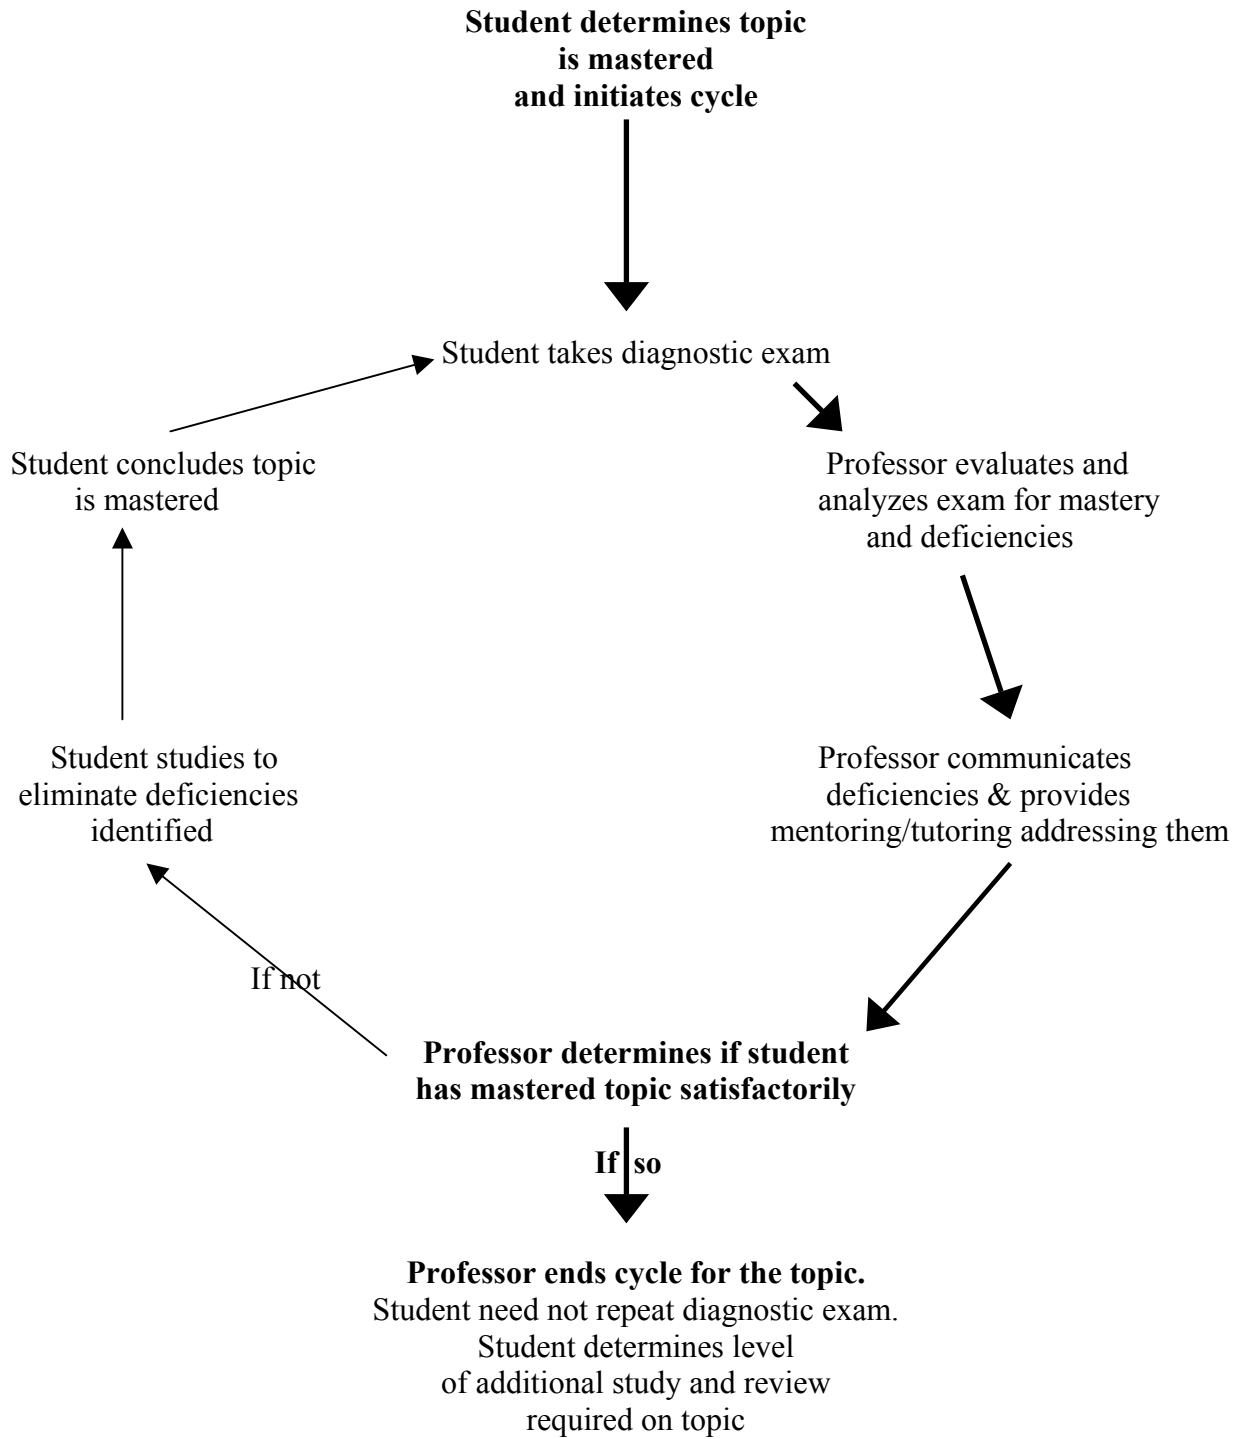 Student determines topic
is mastered
and initiates cycle
Student takes diagnostic exam
Student concludes topic
is mastered
Professor evaluates and
analyzes exam for mastery
and deficiencies
Student studies to
eliminate deficiencies
identified
Professor communicates
deficiencies & provides
mentoring/tutoring addressing them
If not
Professor determines if student
has mastered topic satisfactorily
If so
Professor ends cycle for the topic.
Student need not repeat diagnostic exam.
Student determines level
of additional study and review
required on topic